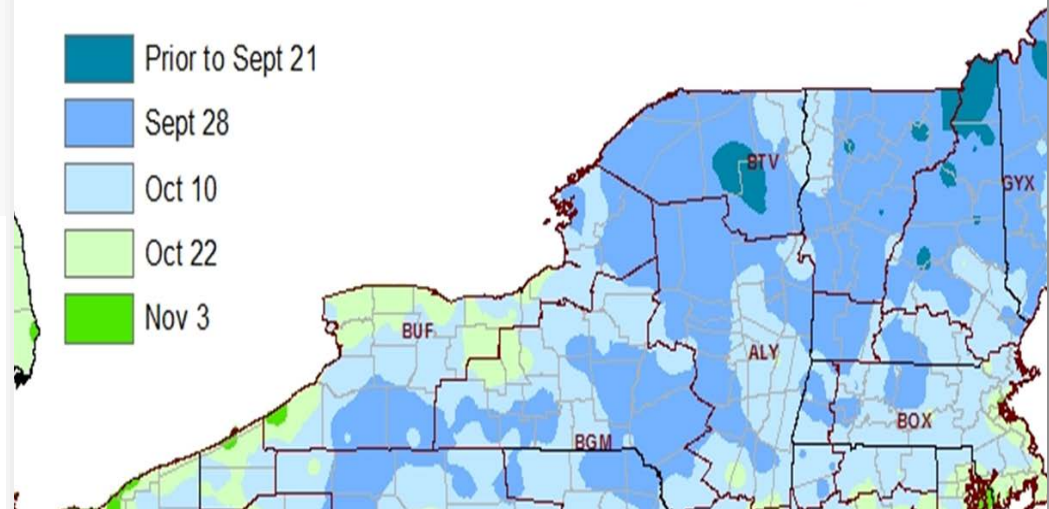 Prior to Sept 21
Sept 28
Oct 10
Oct 22
Nov 3
BTV
GYX
BUF
ALY
BOX
BGM